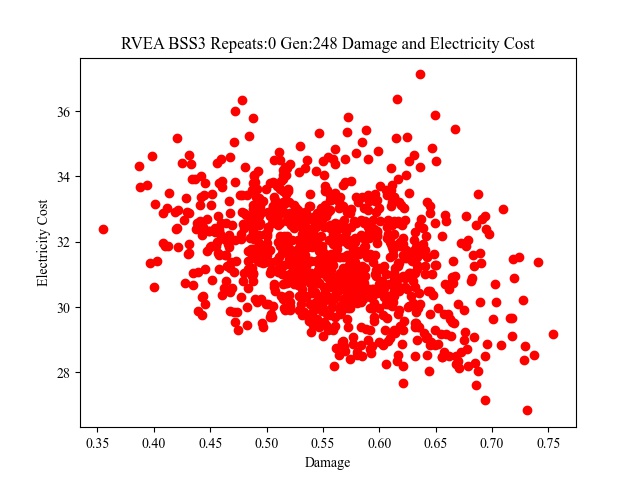 RVEA BSS3 Repeats:0 Gen:248 Damage and Electricity Cost
36
34
32
30
28
Electricity Cost
0.35 0.40 0.45 0.50 0.55 0.60 0.65 0.70 0.75
Damage